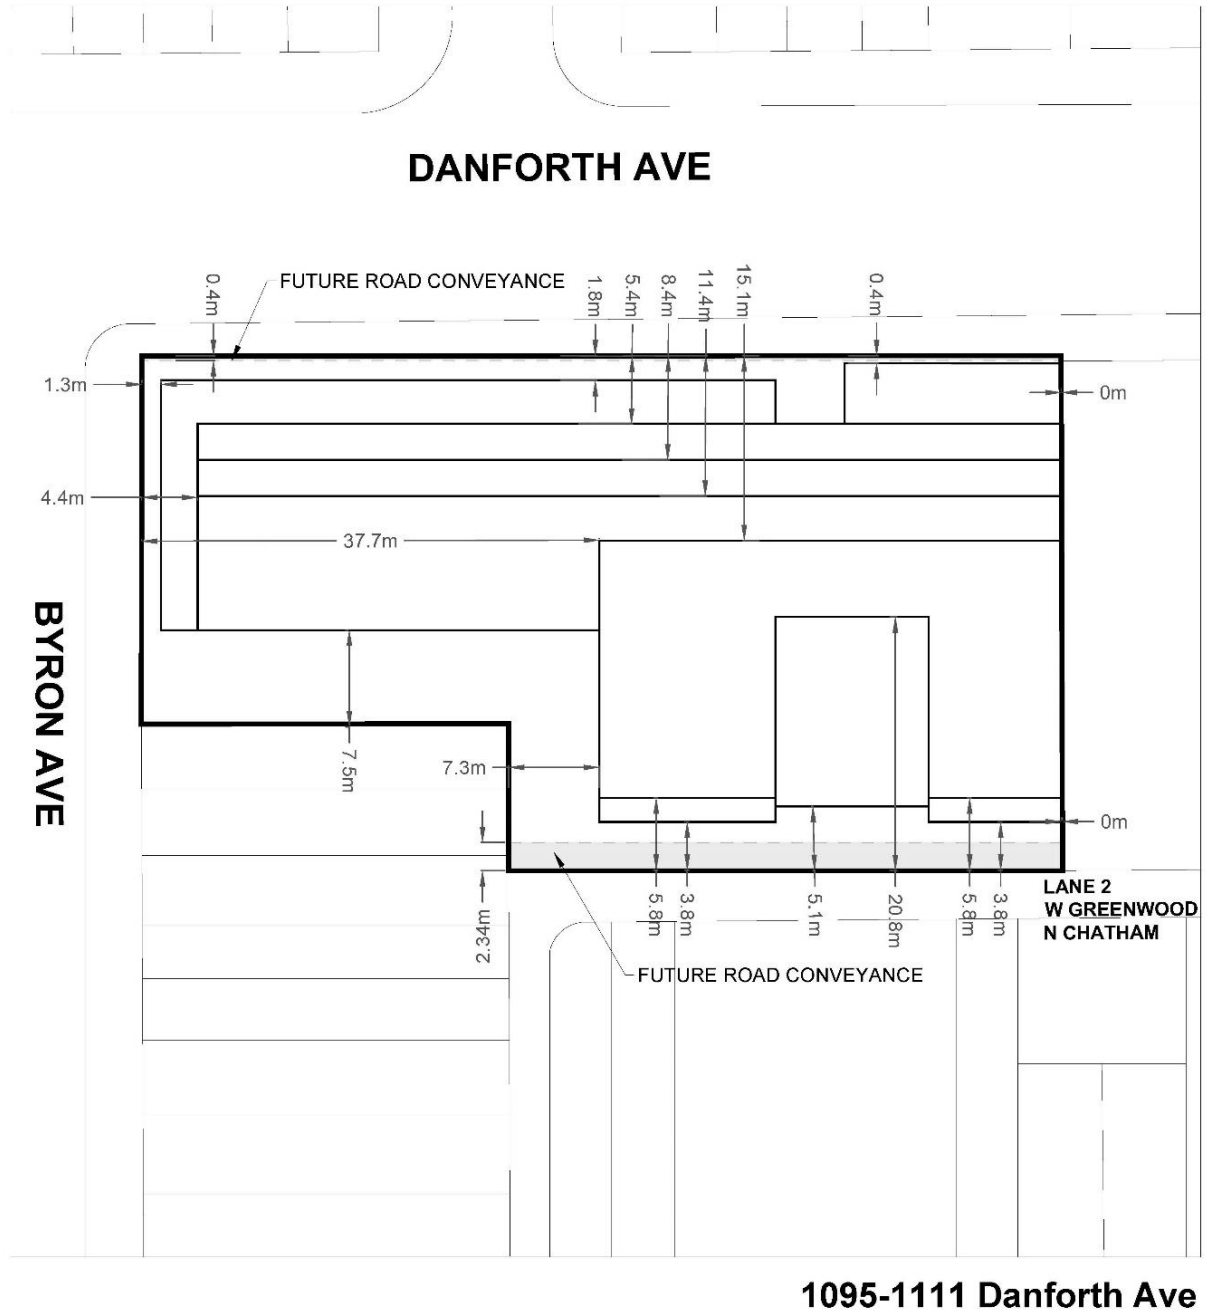 DANFORTH AVE
0.4m
FUTURE ROAD CONVEYANCE
1.8m
5.4m
8.4m
11.4m
15.1m
0.4m
1.3m
0m
4.4m
37.7m
BYRON AVE
7.5m
7.3m
0m
2.34m
5.8m
3.8m
5.1m
20.8m
5.8m
3.8m
LANE 2
W GREENWOOD
N CHATHAM
FUTURE ROAD CONVEYANCE
1095-1111 Danforth Ave